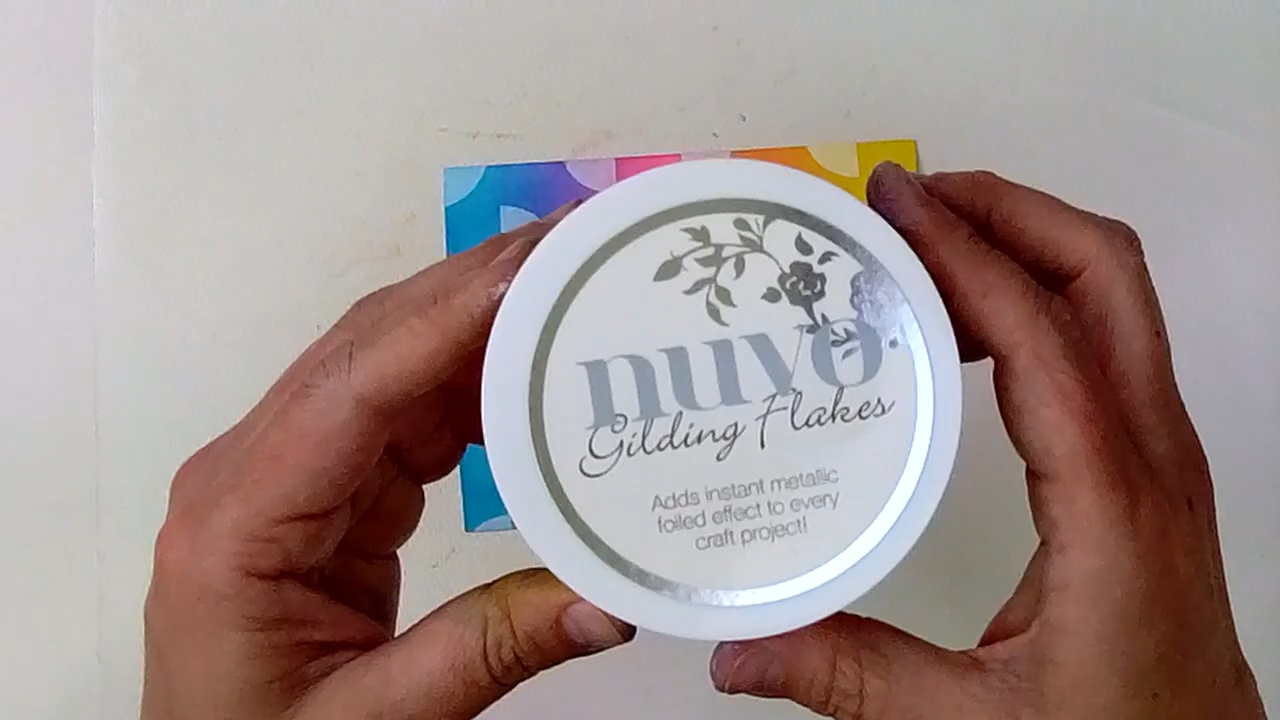 nuvo
Gilding Flakes
Adds instant metallic
foiled effect to every
craft project!